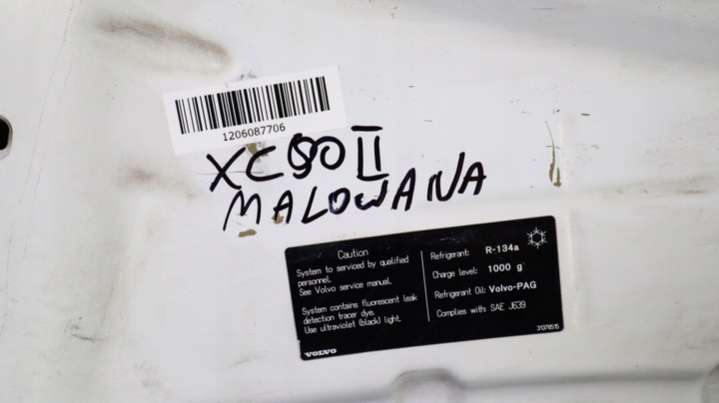 1206087706
XC90 II
MALOWANA
Caution
System to serviced by qualified
personnel.
See Volvo service manual.
System contains fluorescent leak
detection tracer dye.
Use ultraviolet (black) light.
VOLVO
Refrigerant: R-134a
Charge level: 1000 g
Refrigerant Oil: Volvo-PAG
Complies with: SAE J639